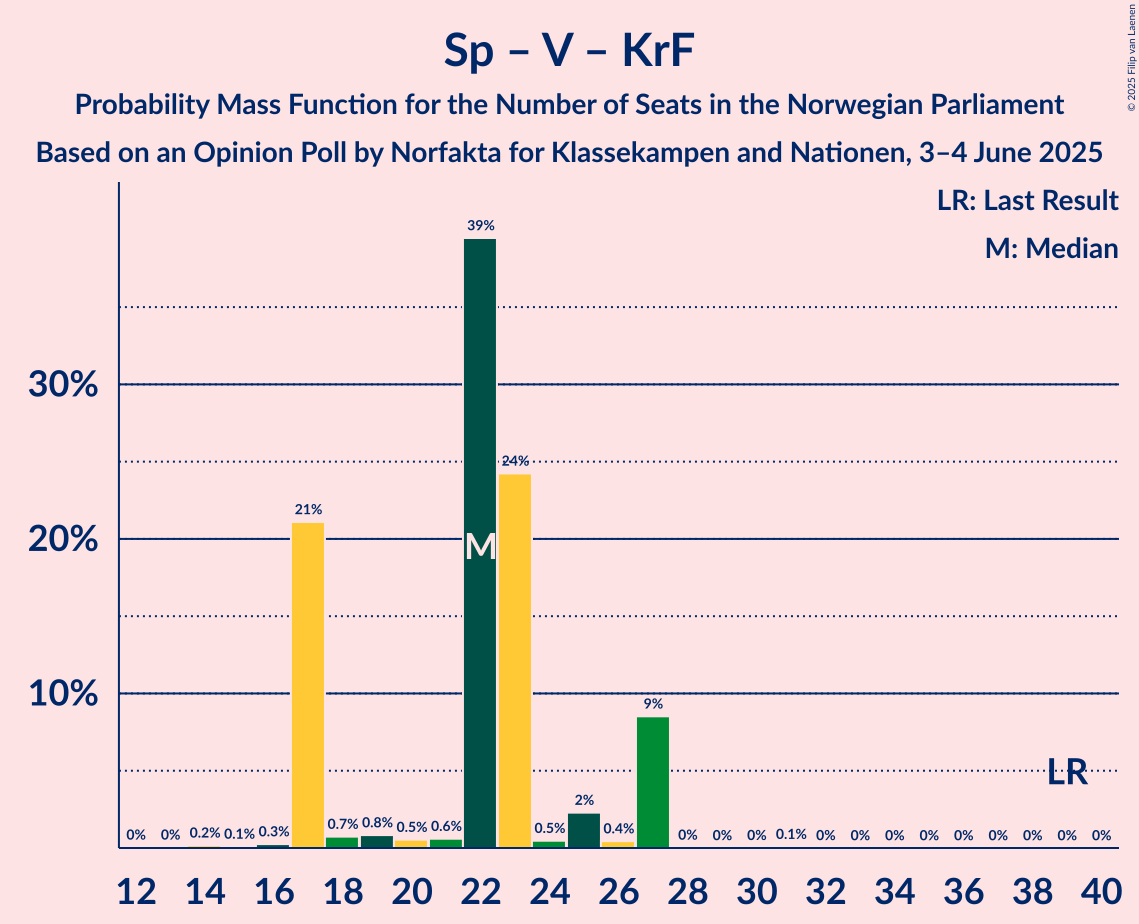 Sp – V – KrF
Probability Mass Function for the Number of Seats in the Norwegian Parliament
Based on an Opinion Poll by Norfakta for Klassekampen and Nationen, 3–4 June 2025
© 2025 Filip van Laenen
LR: Last Result
M: Median
39%
30%
24%
21%
20%
M
10%
9%
LR
0% 0% 0.2% 0.1% 0.3% 0.7% 0.8% 0.5% 0.6% 0.5% 2% 0.4% 0% 0% 0% 0.1% 0% 0% 0% 0% 0% 0% 0% 0% 0%
12 14 16 18 20 22 24 26 28 30 32 34 36 38 40